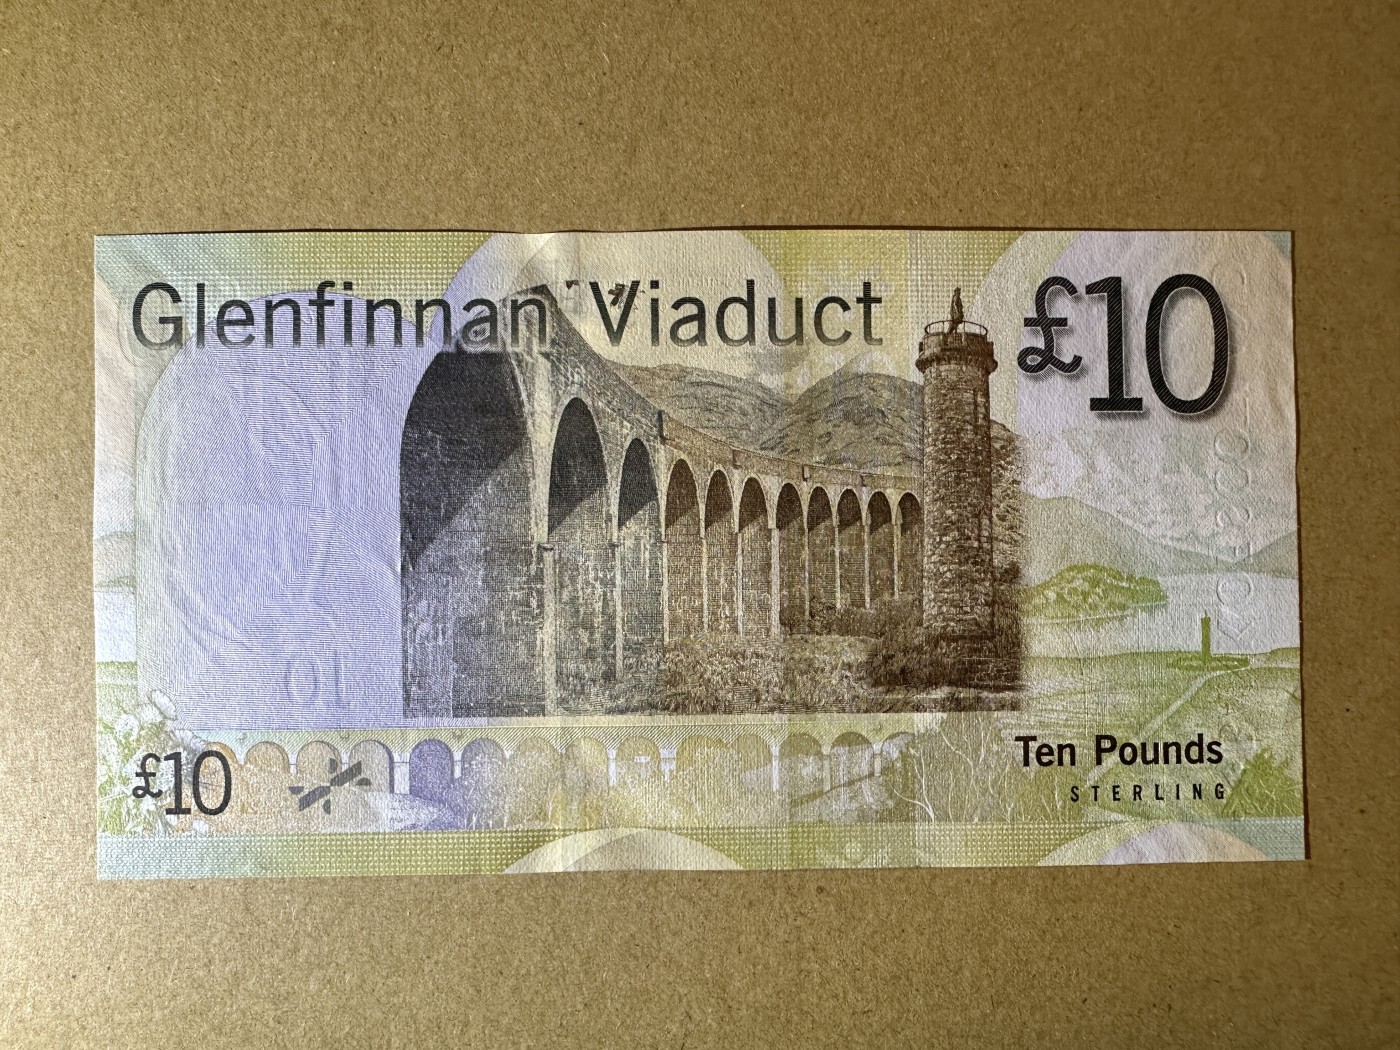 Glenfinnan Viaduct
£10
£10
Ten Pounds
STERLING